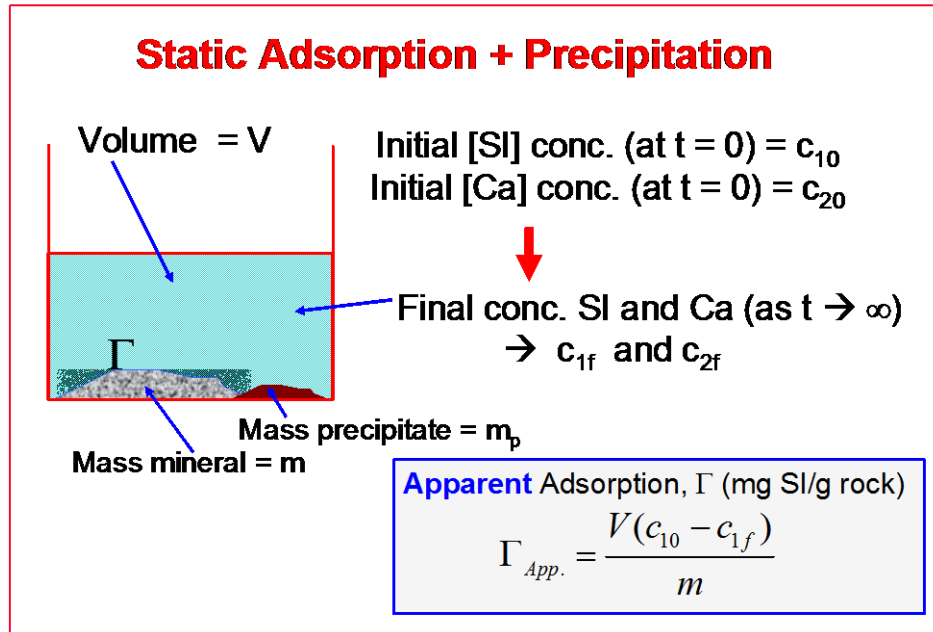 Static Adsorption + Precipitation
Volume = V
Initial [SI] conc. (at t = 0) = c₁₀
Initial [Ca] conc. (at t = 0) = c₂₀
Final conc. SI and Ca (as t → ∞)
→ c₁f and c₂f
Γ
Mass precipitate = mₚ
Mass mineral = m
Apparent Adsorption, Γ (mg SI/g rock)
Γ_App. = V(c₁₀ − c₁f) / m